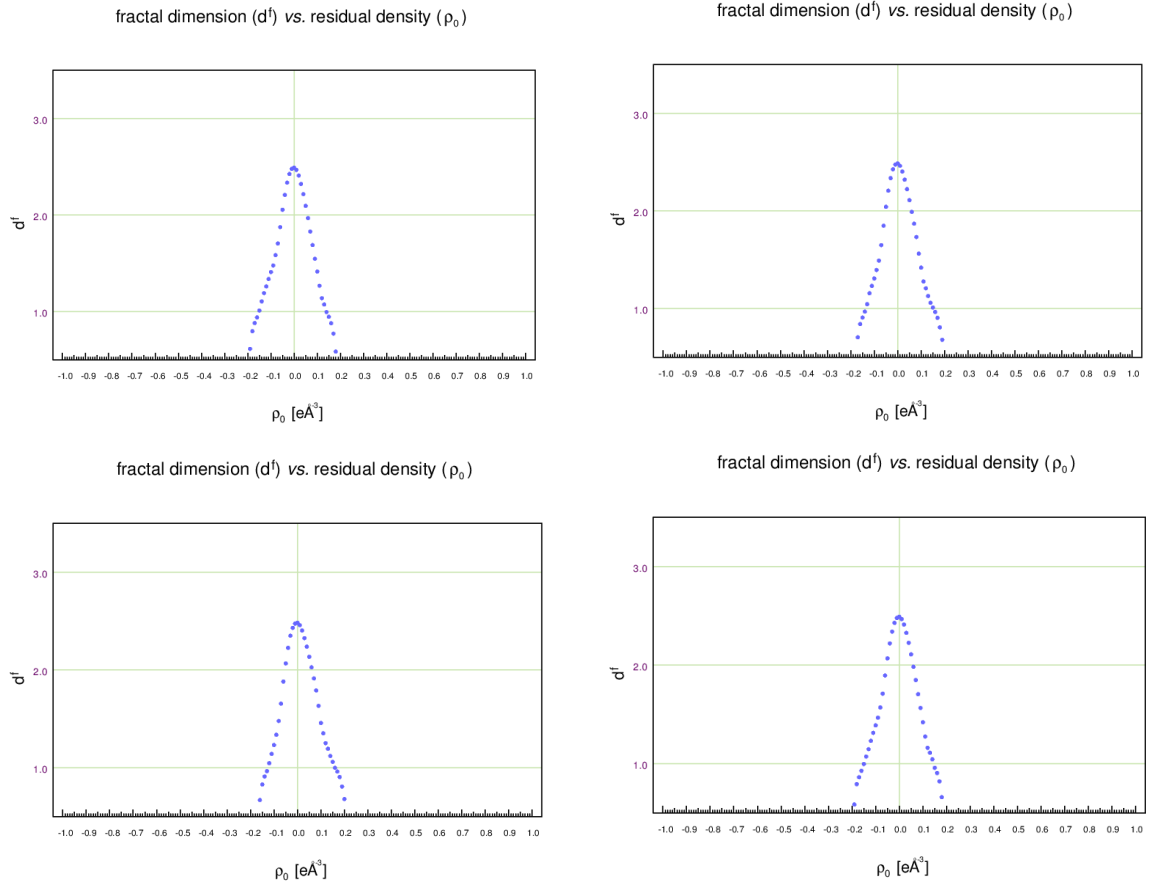 fractal dimension (dᶠ) vs. residual density (ρ₀)
3.0
2.0
1.0
dᶠ
-1.0 -0.9 -0.8 -0.7 -0.6 -0.5 -0.4 -0.3 -0.2 -0.1 0.0 0.1 0.2 0.3 0.4 0.5 0.6 0.7 0.8 0.9 1.0
ρ₀ [eÅ⁻³]
fractal dimension (dᶠ) vs. residual density (ρ₀)
3.0
2.0
1.0
dᶠ
-1.0 -0.9 -0.8 -0.7 -0.6 -0.5 -0.4 -0.3 -0.2 -0.1 0.0 0.1 0.2 0.3 0.4 0.5 0.6 0.7 0.8 0.9 1.0
ρ₀ [eÅ⁻³]
fractal dimension (dᶠ) vs. residual density (ρ₀)
3.0
2.0
1.0
dᶠ
-1.0 -0.9 -0.8 -0.7 -0.6 -0.5 -0.4 -0.3 -0.2 -0.1 0.0 0.1 0.2 0.3 0.4 0.5 0.6 0.7 0.8 0.9 1.0
ρ₀ [eÅ⁻³]
fractal dimension (dᶠ) vs. residual density (ρ₀)
3.0
2.0
1.0
dᶠ
-1.0 -0.9 -0.8 -0.7 -0.6 -0.5 -0.4 -0.3 -0.2 -0.1 0.0 0.1 0.2 0.3 0.4 0.5 0.6 0.7 0.8 0.9 1.0
ρ₀ [eÅ⁻³]